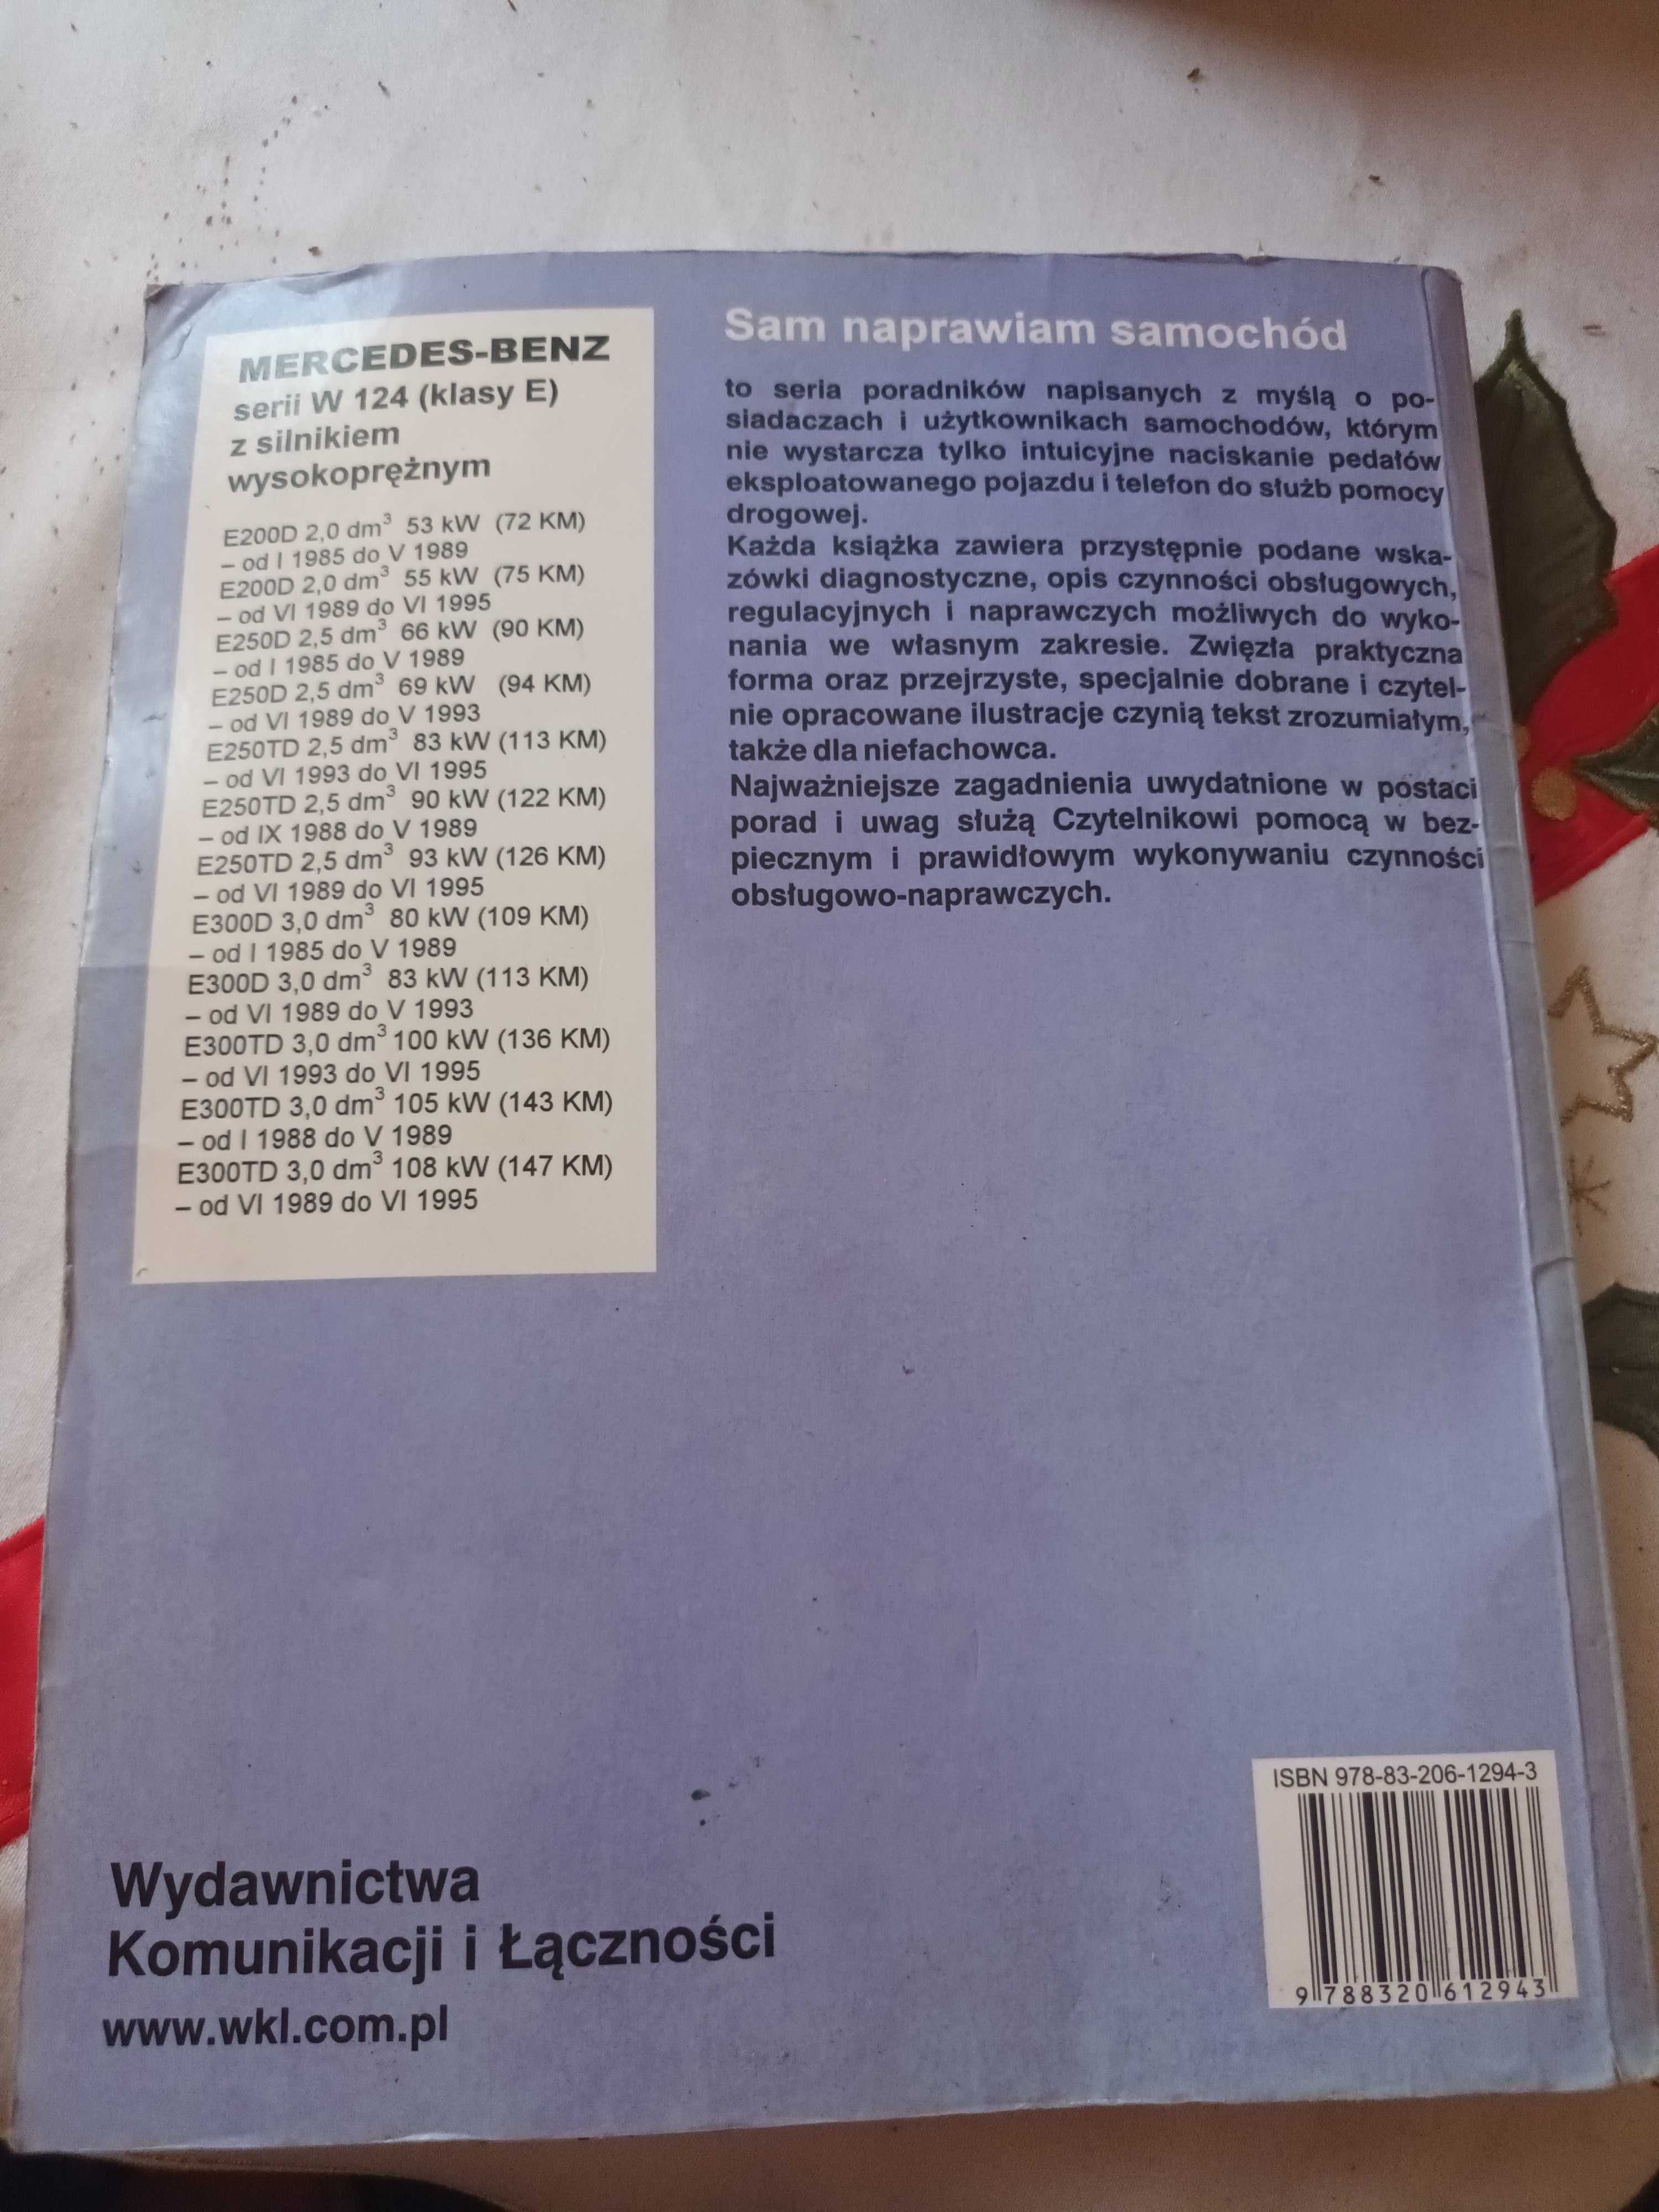 MERCEDES-BENZ
serii W 124 (klasy E)
z silnikiem
wysokoprężnym
E200D 2,0 dm³ 53 kW (72 KM)
– od I 1985 do V 1989
E200D 2,0 dm³ 55 kW (75 KM)
– od VI 1989 do VI 1995
E250D 2,5 dm³ 66 kW (90 KM)
– od I 1985 do V 1989
E250D 2,5 dm³ 69 kW (94 KM)
– od VI 1989 do V 1993
E250TD 2,5 dm³ 83 kW (113 KM)
– od VI 1993 do VI 1995
E250TD 2,5 dm³ 90 kW (122 KM)
– od IX 1988 do V 1989
E250TD 2,5 dm³ 93 kW (126 KM)
– od VI 1989 do VI 1995
E300D 3,0 dm³ 80 kW (109 KM)
– od I 1985 do V 1989
E300D 3,0 dm³ 83 kW (113 KM)
– od VI 1989 do V 1993
E300TD 3,0 dm³ 100 kW (136 KM)
– od VI 1993 do VI 1995
E300TD 3,0 dm³ 105 kW (143 KM)
– od I 1988 do V 1989
E300TD 3,0 dm³ 108 kW (147 KM)
– od VI 1989 do VI 1995
Sam naprawiam samochód
to seria poradników napisanych z myślą o po-
siadaczach i użytkownikach samochodów, którym
nie wystarcza tylko intuicyjne naciskanie pedałów
eksploatowanego pojazdu i telefon do służb pomocy
drogowej.
Każda książka zawiera przystępnie podane wska-
zówki diagnostyczne, opis czynności obsługowych,
regulacyjnych i naprawczych możliwych do wyko-
nania we własnym zakresie. Zwięzła praktyczna
forma oraz przejrzyste, specjalnie dobrane i czytel-
nie opracowane ilustracje czynią tekst zrozumiałym,
także dla niefachowca.
Najważniejsze zagadnienia uwydatnione w postaci
porad i uwag służą Czytelnikowi pomocą w bez-
piecznym i prawidłowym wykonywaniu czynności
obsługowo-naprawczych.
Wydawnictwa
Komunikacji i Łączności
www.wkl.com.pl
ISBN 978-83-206-1294-3
9 788320 612943